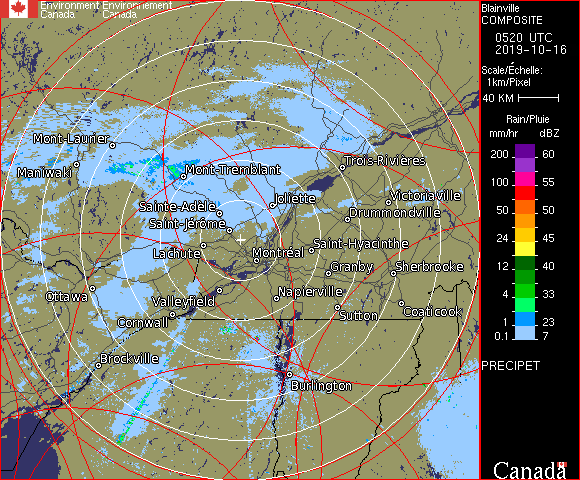 Environment Environnement
Canada Canada
Blainville
COMPOSITE
0520 UTC
2019-10-16
Scale/Échelle:
1km/Pixel
40 KM
Rain/Pluie
mm/hr dBZ
200 60
100 55
50 50
24 45
12 40
4 33
1 23
0.1 7
PRECIPET
Mont-Laurier
Maniwaki
Mont-Tremblant
Trois-Rivières
Joliette
Victoriaville
Sainte-Adèle
Drummondville
Saint-Jérôme
Lachute
Montréal
Saint-Hyacinthe
Granby
Sherbrooke
Ottawa
Valleyfield
Napierville
Cornwall
Sutton
Coaticook
Brockville
Burlington
Canada